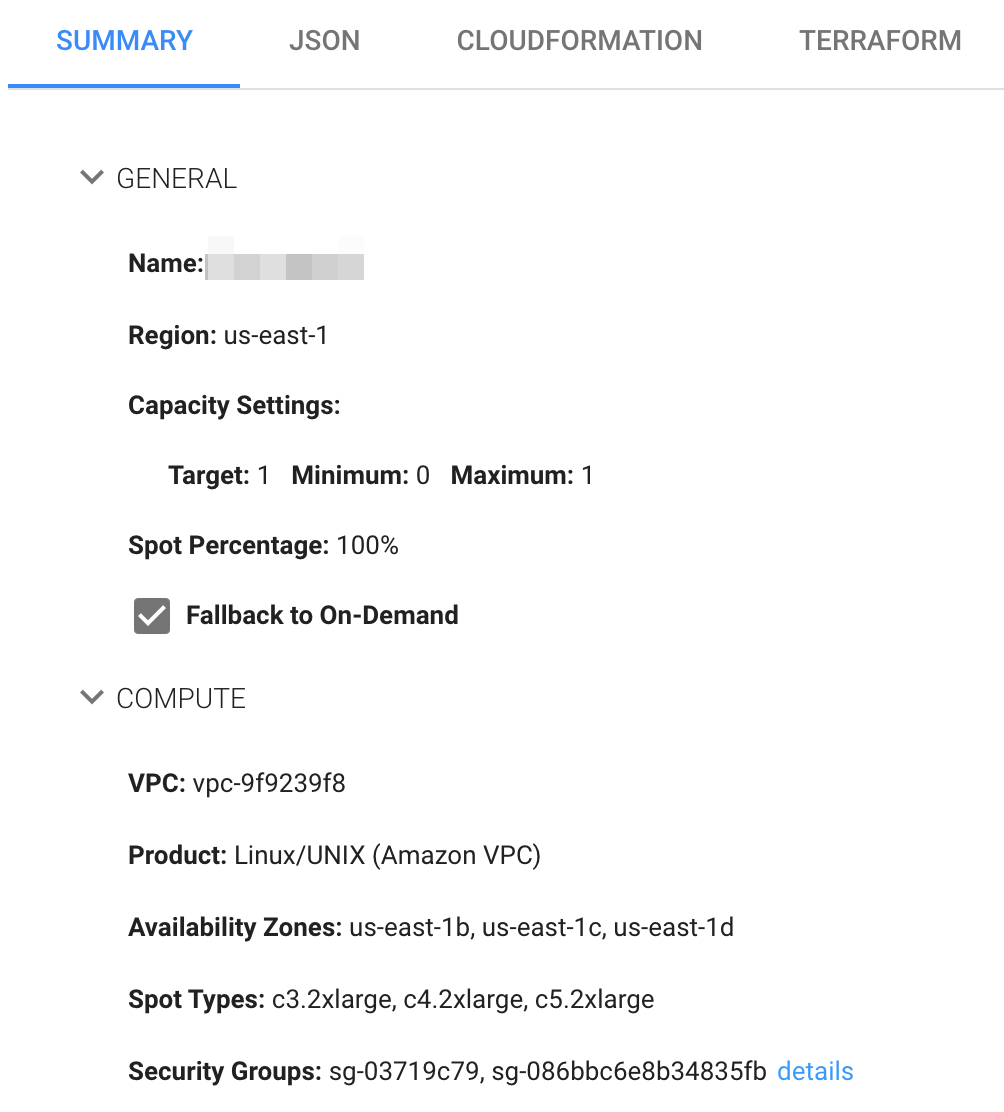 SUMMARY JSON CLOUDFORMATION TERRAFORM
GENERAL
Name:
Region: us-east-1
Capacity Settings:
Target: 1 Minimum: 0 Maximum: 1
Spot Percentage: 100%
Fallback to On-Demand
COMPUTE
VPC: vpc-9f9239f8
Product: Linux/UNIX (Amazon VPC)
Availability Zones: us-east-1b, us-east-1c, us-east-1d
Spot Types: c3.2xlarge, c4.2xlarge, c5.2xlarge
Security Groups: sg-03719c79, sg-086bbc6e8b34835fb details